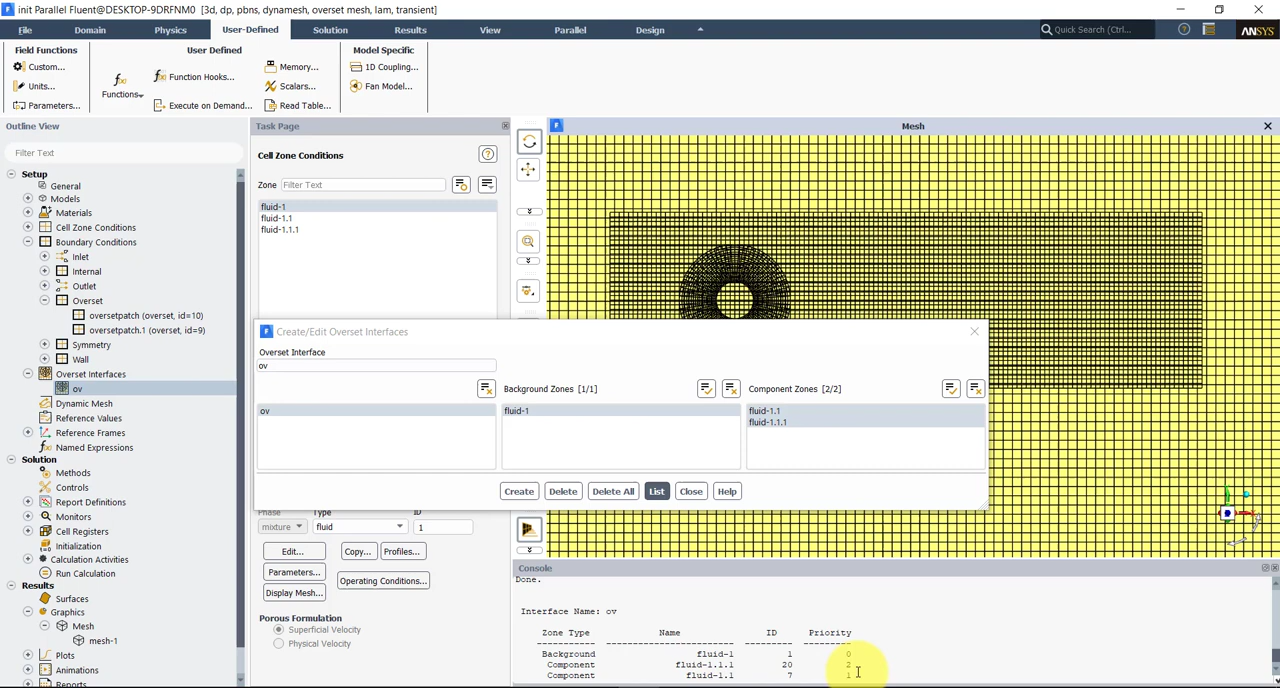 init Parallel Fluent@DESKTOP-9DRFNM0 [3d, dp, pbns, dynamesh, overset mesh, lam, transient]
File Domain Physics User-Defined Solution Results View Parallel Design Quick Search (Ctrl... ANSYS
Field Functions User Defined Model Specific
Custom... Function Hooks... Memory... 1D Coupling...
Units... Functions Scalars... Fan Model...
Parameters... Execute on Demand... Read Table...
Outline View
Filter Text
Setup
General
Models
Materials
Cell Zone Conditions
Boundary Conditions
Inlet
Internal
Outlet
Overset
oversetpatch (overset, id=10)
oversetpatch.1 (overset, id=9)
Symmetry
Wall
Overset Interfaces
ov
Dynamic Mesh
Reference Values
Reference Frames
Named Expressions
Solution
Methods
Controls
Report Definitions
Monitors
Cell Registers
Initialization
Calculation Activities
Run Calculation
Results
Surfaces
Graphics
Mesh
mesh-1
Plots
Animations
Reports
Task Page
Cell Zone Conditions
Zone Filter Text
fluid-1
fluid-1.1
fluid-1.1.1
Mesh
Create/Edit Overset Interfaces
Overset Interface
ov
Background Zones [1/1] Component Zones [2/2]
ov fluid-1 fluid-1.1
fluid-1.1.1
Create Delete Delete All List Close Help
Phase Type ID
mixture fluid 1
Edit... Copy... Profiles...
Parameters... Operating Conditions...
Display Mesh...
Porous Formulation
Superficial Velocity
Physical Velocity
Console
Done.
Interface Name: ov
Zone Type Name ID Priority
Background fluid-1 1 0
Component fluid-1.1.1 20 2
Component fluid-1.1 7 1